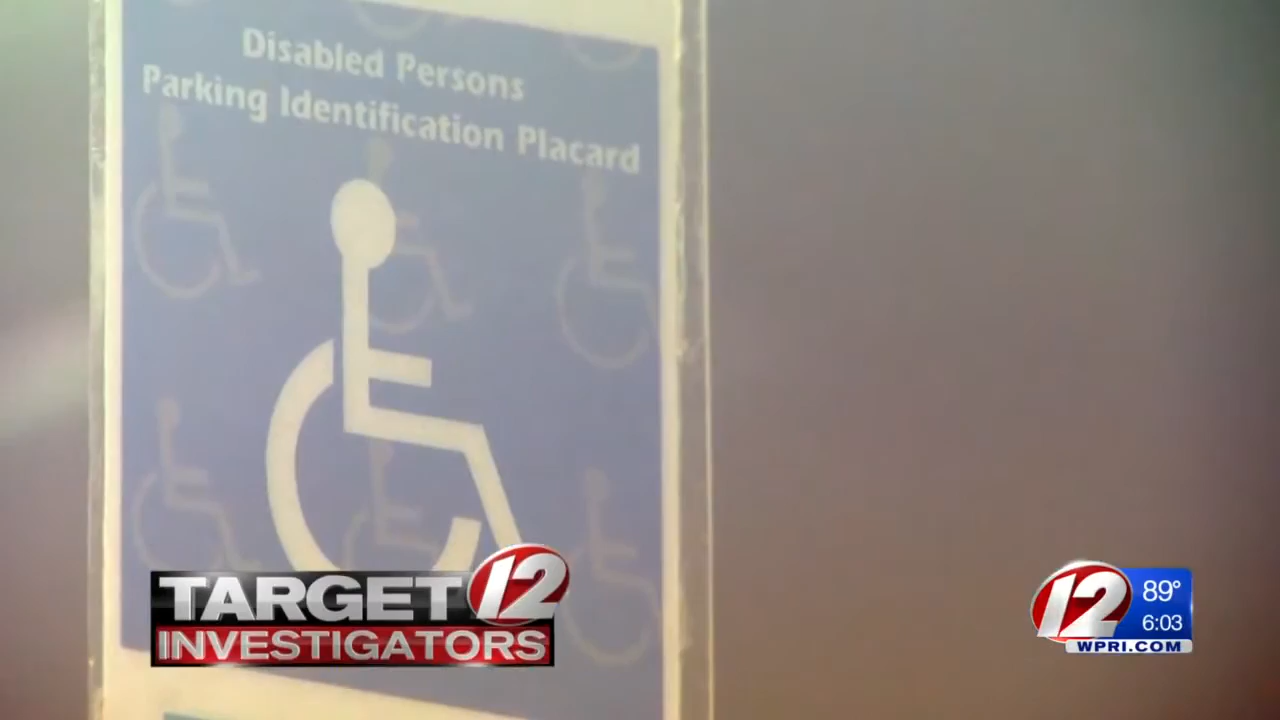 Disabled Persons
Parking Identification Placard
TARGET 12
INVESTIGATORS
12 89°
6:03
WPRI.COM